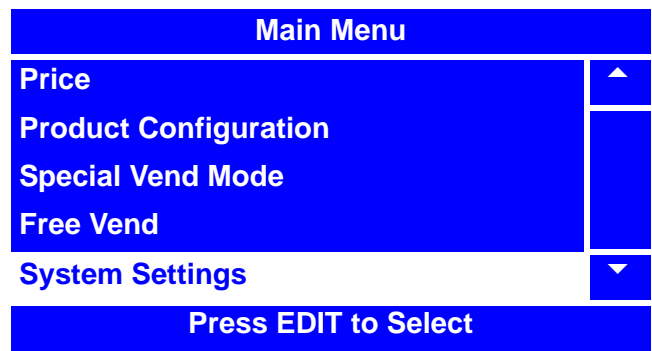 Main Menu
Price
Product Configuration
Special Vend Mode
Free Vend
System Settings
Press EDIT to Select